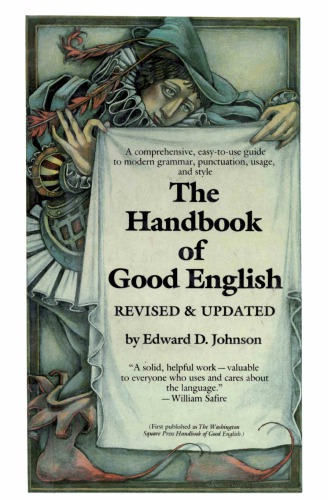 A comprehensive, easy-to-use guide
to modern grammar, punctuation, usage,
and style
The
Handbook
of
Good English
REVISED & UPDATED
by Edward D. Johnson
“A solid, helpful work—valuable
to everyone who uses and cares about
the language.”
—William Safire
(First published as The Washington
Square Press Handbook of Good English.)